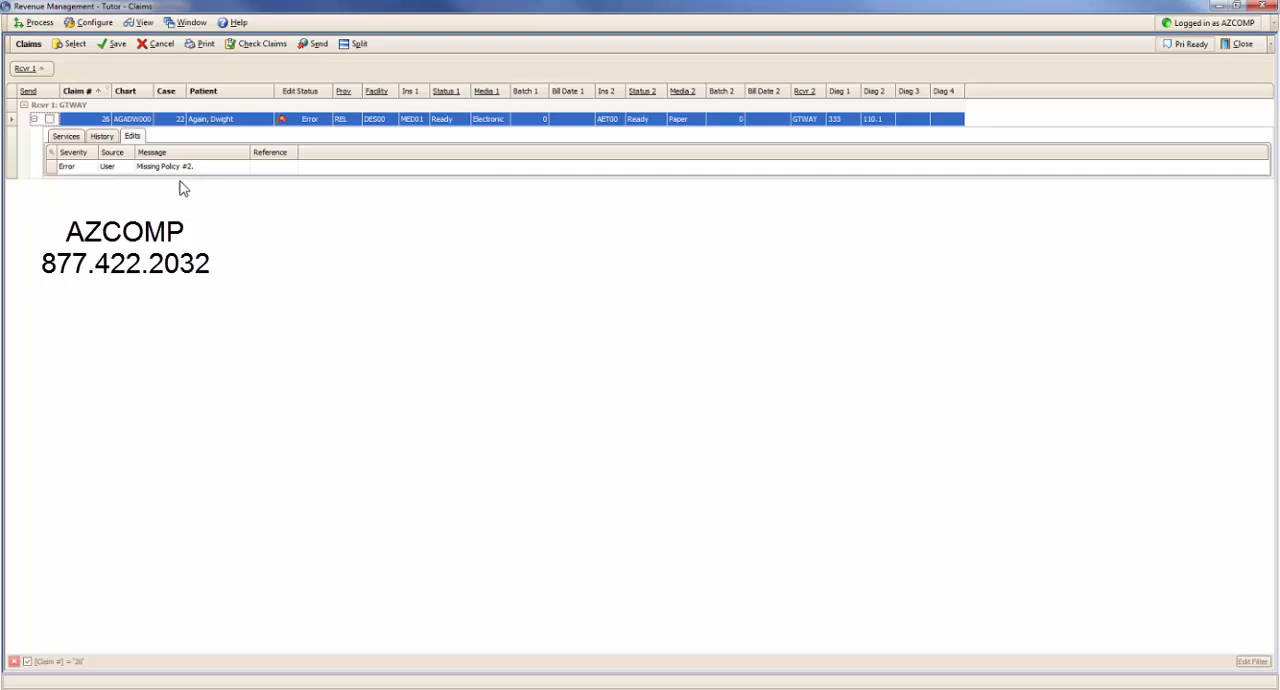 Revenue Management - Tutor - Claims
Process Configure View Window Help Logged in as AZCOMP
Claims Select Save Cancel Print Check Claims Send Split Pri Ready Close
Rcvr 1
Send Claim # Chart Case Patient Edit Status Prov Facility Ins 1 Status 1 Media 1 Batch 1 Bill Date 1 Ins 2 Status 2 Media 2 Batch 2 Bill Date 2 Rcvr 2 Diag 1 Diag 2 Diag 3 Diag 4
Rcvr 1: GTWAY
26 AGADW000 22 Again, Dwight Error REL DES00 MED01 Ready Electronic 0 AET00 Ready Paper 0 GTWAY 333 110.1
Services History Edits
Severity Source Message Reference
Error User Missing Policy #2.
AZCOMP
877.422.2032
[Claim #] = '26' Edit Filter